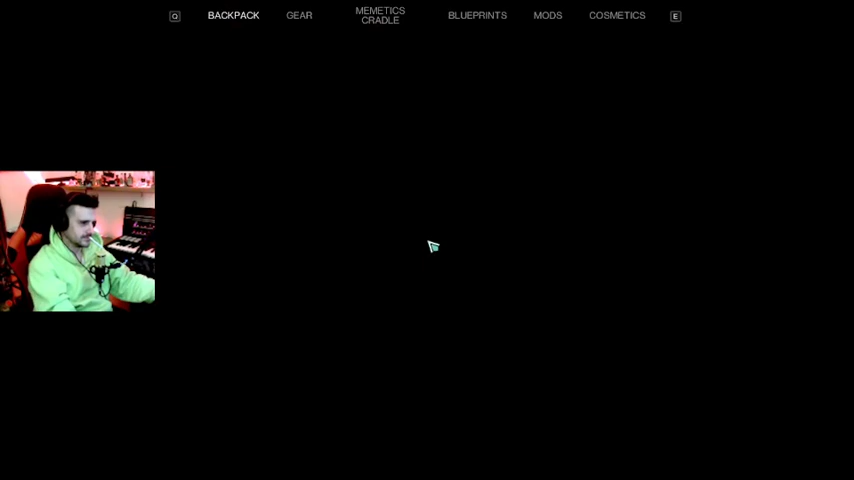 Q
BACKPACK
GEAR
MEMETICS
CRADLE
BLUEPRINTS
MODS
COSMETICS
E